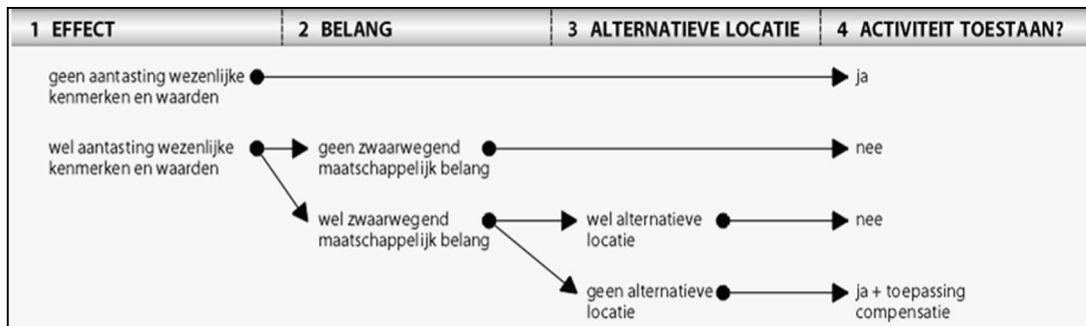 1 EFFECT 2 BELANG 3 ALTERNATIEVE LOCATIE 4 ACTIVITEIT TOESTAAN?
geen aantasting wezenlijke
kenmerken en waarden
ja
wel aantasting wezenlijke
kenmerken en waarden
geen zwaarwegend
maatschappelijk belang
nee
wel zwaarwegend
maatschappelijk belang
wel alternatieve
locatie
nee
geen alternatieve
locatie
ja + toepassing
compensatie